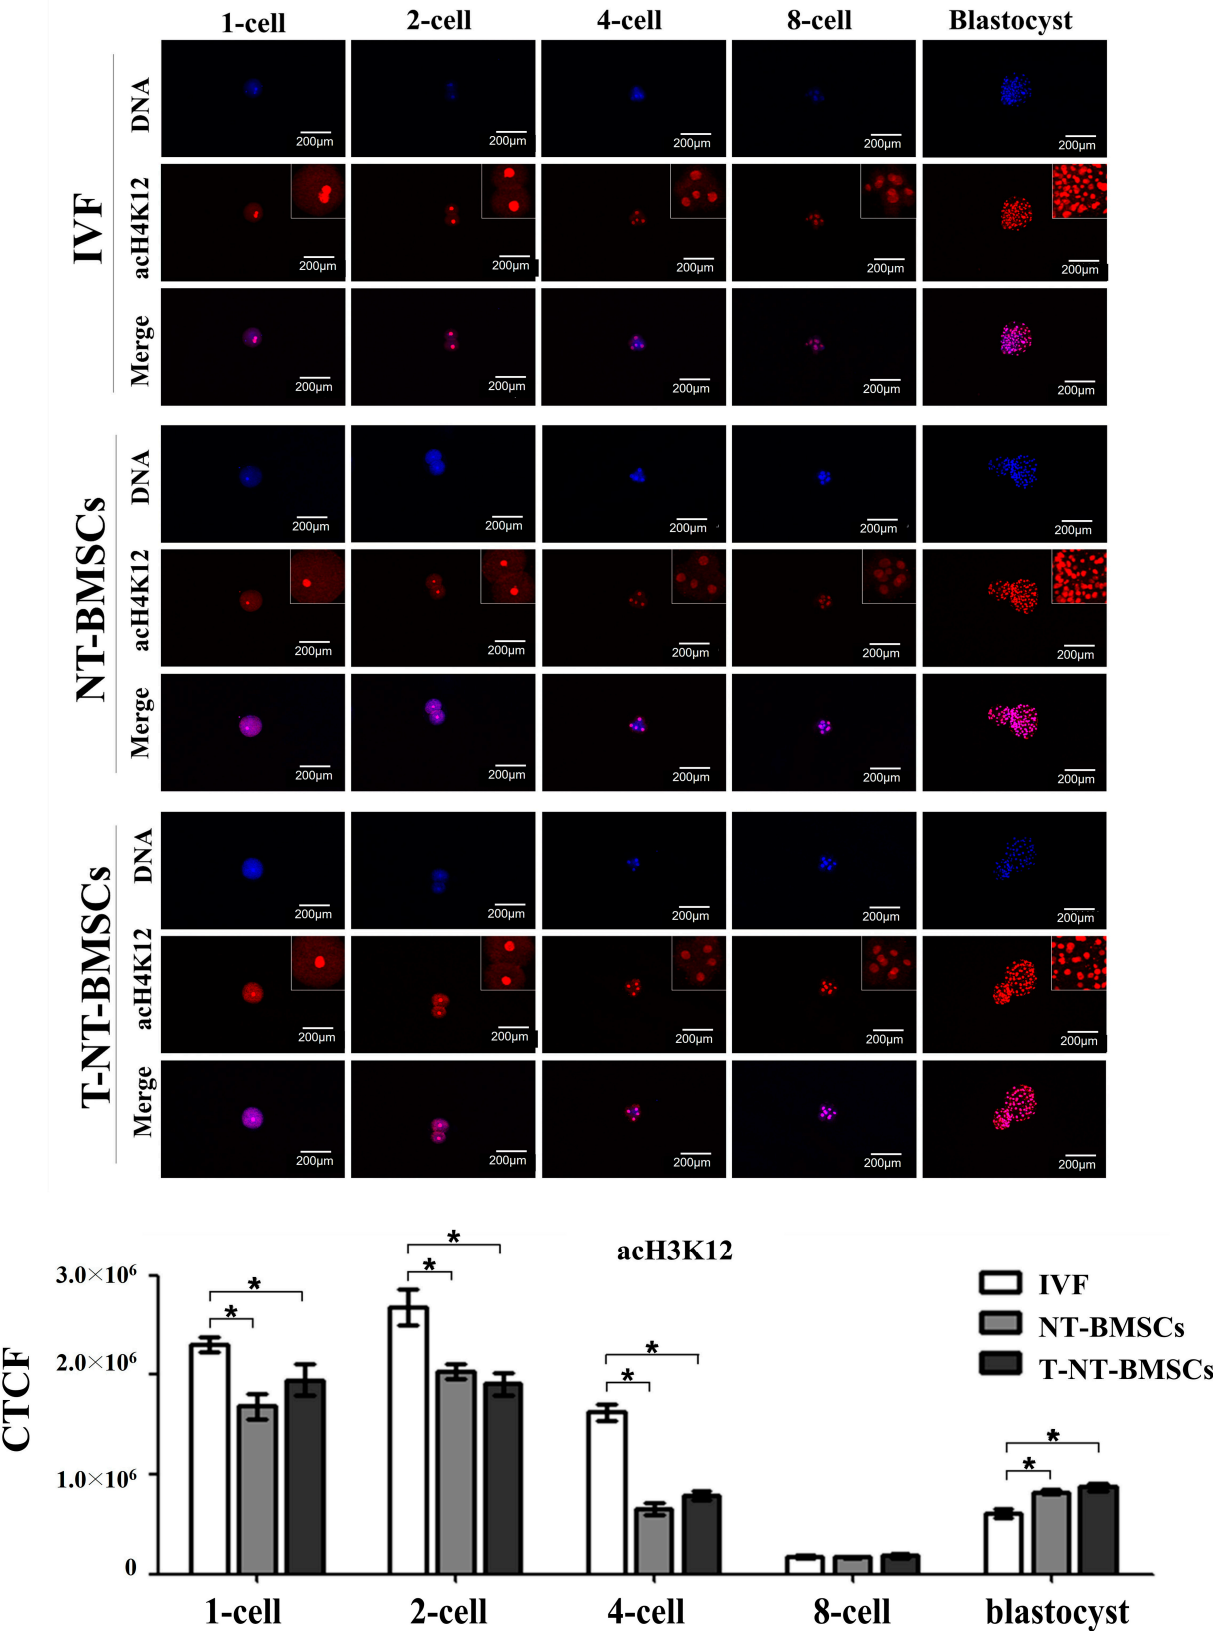 1-cell 2-cell 4-cell 8-cell Blastocyst
IVF
DNA
200µm 200µm 200µm 200µm 200µm
acH4K12
200µm 200µm 200µm 200µm 200µm
Merge
200µm 200µm 200µm 200µm 200µm
NT-BMSCs
DNA
200µm 200µm 200µm 200µm 200µm
acH4K12
200µm 200µm 200µm 200µm 200µm
Merge
200µm 200µm 200µm 200µm 200µm
T-NT-BMSCs
DNA
200µm 200µm 200µm 200µm 200µm
acH4K12
200µm 200µm 200µm 200µm 200µm
Merge
200µm 200µm 200µm 200µm 200µm
acH3K12
CTCF
3.0×10⁶
2.0×10⁶
1.0×10⁶
0
* * * * * * * *
IVF
NT-BMSCs
T-NT-BMSCs
1-cell 2-cell 4-cell 8-cell blastocyst